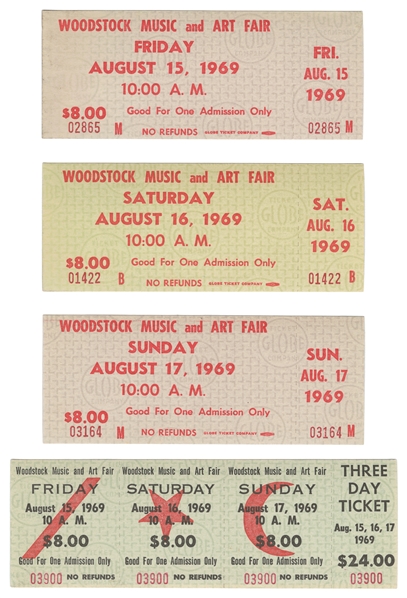 WOODSTOCK MUSIC and ART FAIR
FRIDAY FRI.
AUGUST 15, 1969 AUG. 15
10:00 A. M. 1969
$8.00 Good For One Admission Only
02865 M NO REFUNDS GLOBE TICKET COMPANY 02865 M
WOODSTOCK MUSIC and ART FAIR
SATURDAY SAT.
AUGUST 16, 1969 AUG. 16
10:00 A. M. 1969
$8.00 Good For One Admission Only
01422 B NO REFUNDS GLOBE TICKET COMPANY 01422 B
WOODSTOCK MUSIC and ART FAIR
SUNDAY SUN.
AUGUST 17, 1969 AUG. 17
10:00 A. M. 1969
$8.00 Good For One Admission Only
03164 M NO REFUNDS GLOBE TICKET COMPANY 03164 M
Woodstock Music and Art Fair Woodstock Music and Art Fair Woodstock Music and Art Fair THREE
FRIDAY SATURDAY SUNDAY DAY
August 15, 1969 August 16, 1969 August 17, 1969 TICKET
10 A. M. 10 A. M. 10 A. M. Aug. 15, 16, 17
$8.00 $8.00 $8.00 1969
Good For One Admission Only Good For One Admission Only Good For One Admission Only $24.00
03900 NO REFUNDS 03900 NO REFUNDS 03900 NO REFUNDS 03900